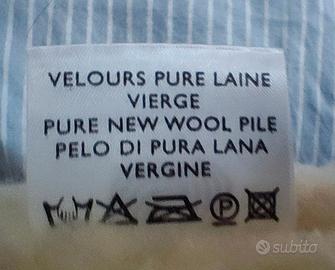 VELOURS PURE LAINE
VIERGE
PURE NEW WOOL PILE
PELO DI PURA LANA
VERGINE
P
subito